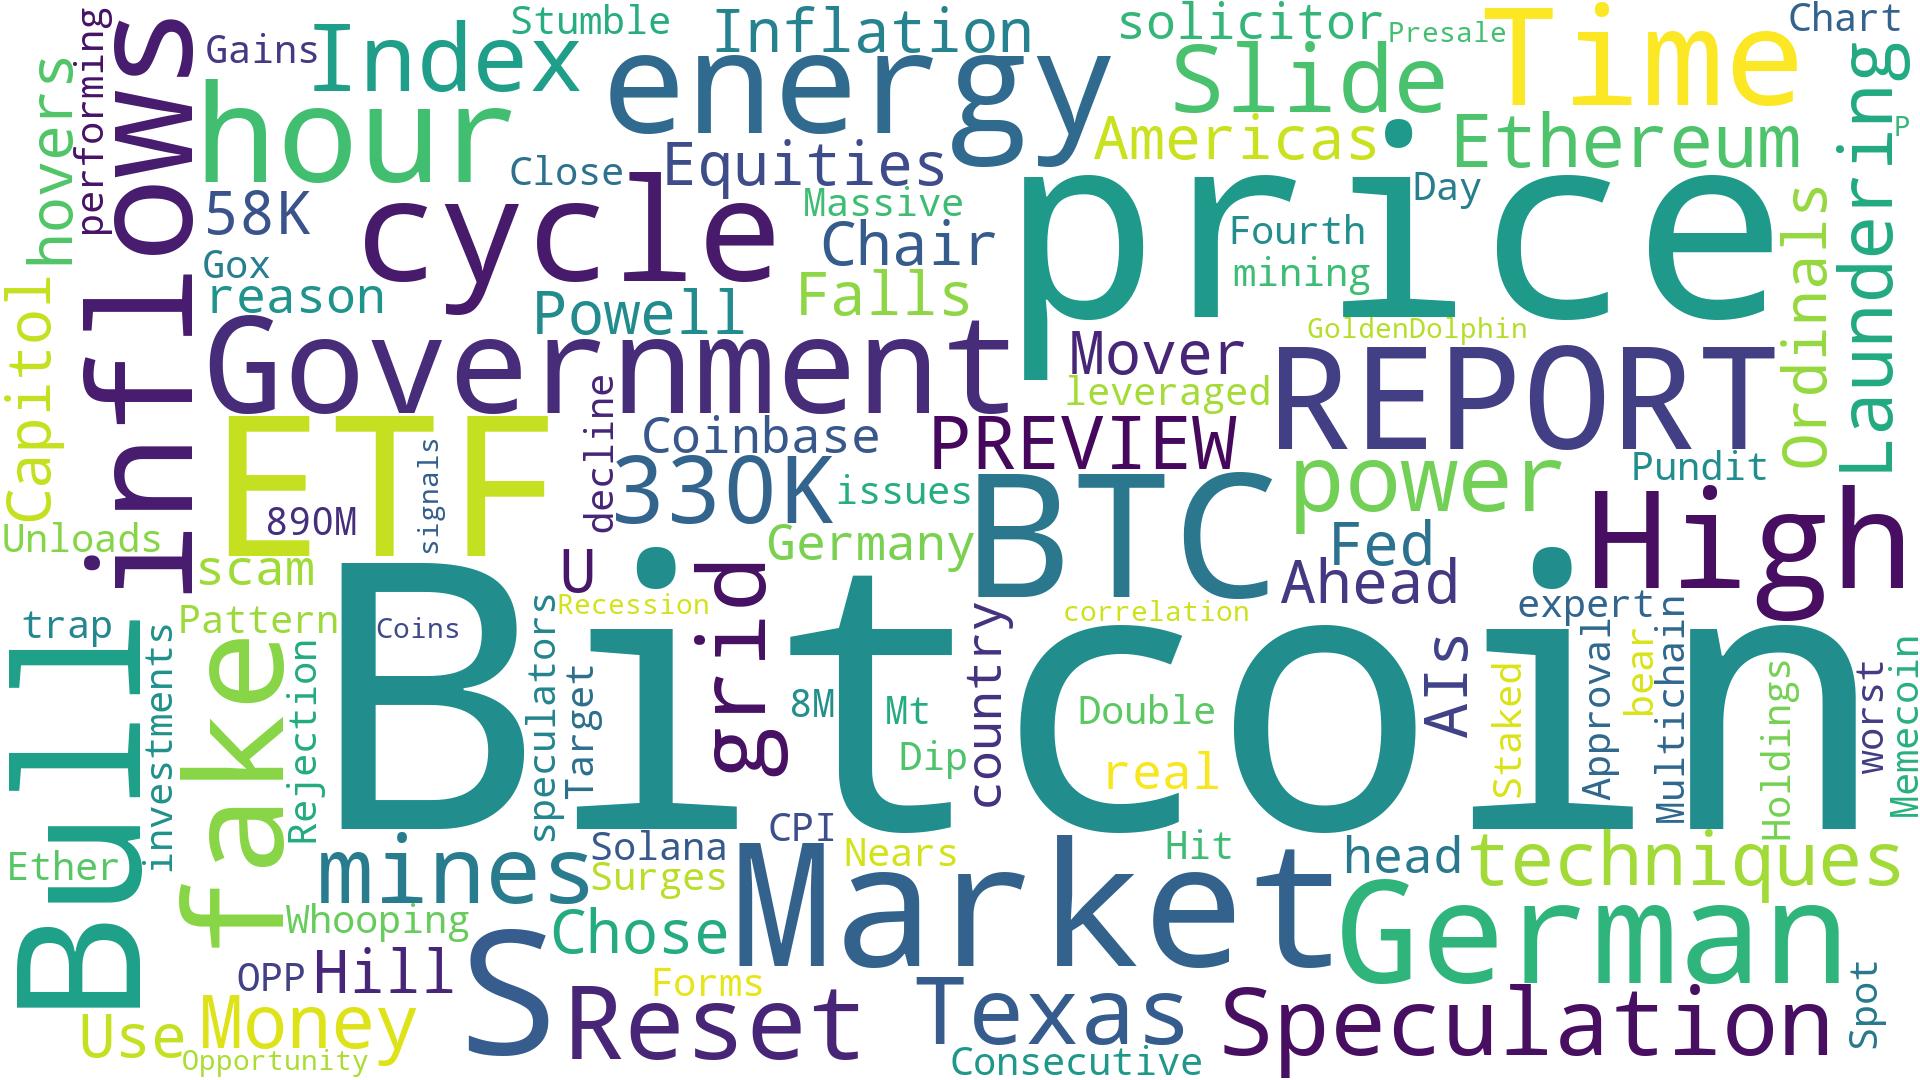 performing
hovers
inflows
Gains
Index
Stumble
Inflation
energy
solicitor
Presale
Time
Chart
Slide
Laundering
hour
Close
Equities
Americas
Ethereum
P
58K
cycle
Massive
Chair
price
Day
Fourth
mining
Ordinals
Gox
reason
Powell
Falls
Capitol
Government
GoldenDolphin
Mover
leveraged
REPORT
ETF
signals
decline
Coinbase
PREVIEW
330K
issues
BTC
power
Pundit
High
890M
Unloads
scam
U
Germany
grid
Fed
Ahead
Recession
correlation
expert
trap
Pattern
Coins
Bitcoin
Bull
investments
fake
Rejection
speculators
Target
8M
Mt
Dip
country
Double
real
AIs
Staked
Approval
bear
Multichain
Holdings
worst
Memecoin
Ether
mines
Solana
Surges
CPI
Nears
Hit
head
techniques
Whooping
Chose
Market
German
OPP
Hill
S
Forms
Spot
Use
Money
Opportunity
Reset
Texas
Consecutive
Speculation